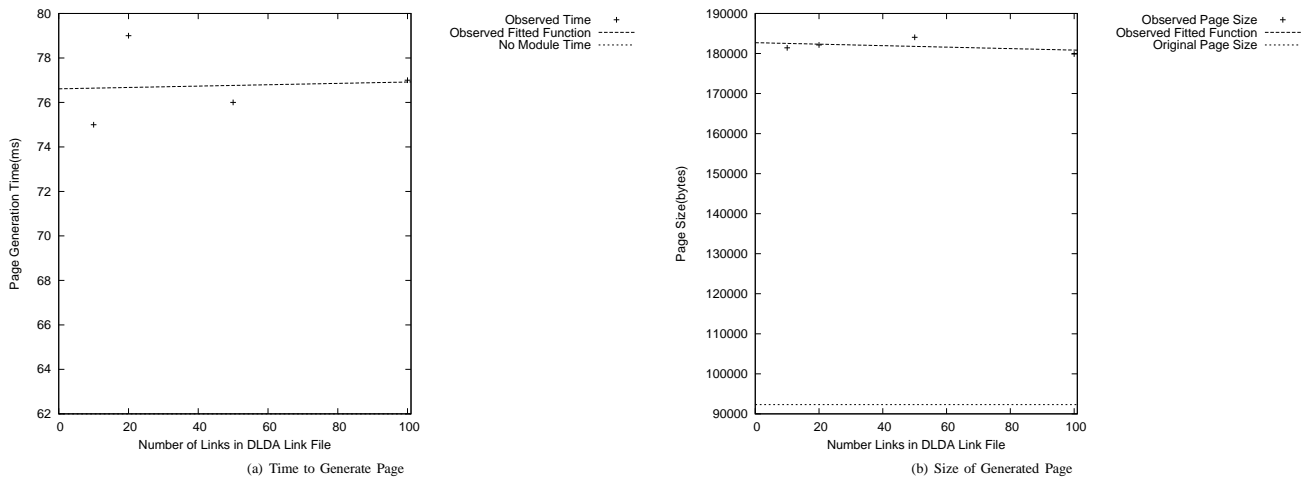 80
78
76
74
72
70
68
66
64
62
0 20 40 60 80 100
Page Generation Time(ms)
Number of Links in DLDA Link File
Observed Time
Observed Fitted Function
No Module Time
(a) Time to Generate Page
190000
180000
170000
160000
150000
140000
130000
120000
110000
100000
90000
0 20 40 60 80 100
Page Size(bytes)
Number Links in DLDA Link File
Observed Page Size
Observed Fitted Function
Original Page Size
(b) Size of Generated Page